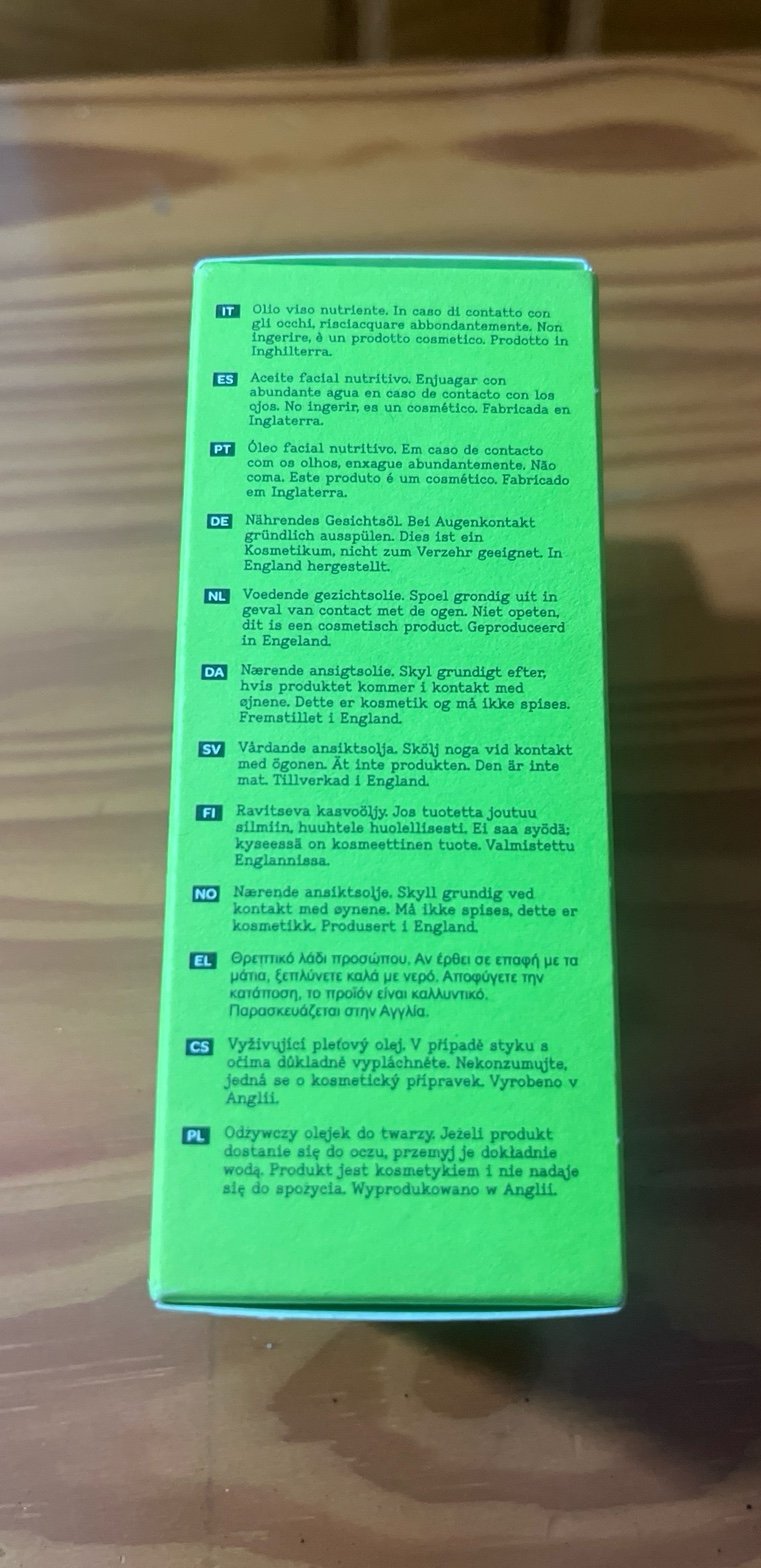 IT Olio viso nutriente. In caso di contatto con
gli occhi, risciacquare abbondantemente. Non
ingerire, è un prodotto cosmetico. Prodotto in
Inghilterra.
ES Aceite facial nutritivo. Enjuagar con
abundante agua en caso de contacto con los
ojos. No ingerir, es un cosmético. Fabricada en
Inglaterra.
PT Óleo facial nutritivo. Em caso de contacto
com os olhos, enxague abundantemente. Não
coma. Este produto é um cosmético. Fabricado
em Inglaterra.
DE Nährendes Gesichtsöl. Bei Augenkontakt
gründlich ausspülen. Dies ist ein
Kosmetikum, nicht zum Verzehr geeignet. In
England hergestellt.
NL Voedende gezichtsolie. Spoel grondig uit in
geval van contact met de ogen. Niet opeten,
dit is een cosmetisch product. Geproduceerd
in Engeland.
DA Nærende ansigtsolie. Skyl grundigt efter,
hvis produktet kommer i kontakt med
øjnene. Dette er kosmetik og må ikke spises.
Fremstillet i England.
SV Vårdande ansiktsolja. Skölj noga vid kontakt
med ögonen. Ät inte produkten. Den är inte
mat. Tillverkad i England.
FI Ravitseva kasvoöljy. Jos tuotetta joutuu
silmiin, huuhtele huolellisesti. Ei saa syödä;
kyseessä on kosmeettinen tuote. Valmistettu
Englannissa.
NO Nærende ansiktsolje. Skyll grundig ved
kontakt med øynene. Må ikke spises, dette er
kosmetikk. Produsert i England.
EL Θρεπτικό λάδι προσώπου. Αν έρθει σε επαφή με τα
μάτια, ξεπλύνετε καλά με νερό. Αποφύγετε την
κατάποση, το προϊόν είναι καλλυντικό.
Παρασκευάζεται στην Αγγλία.
CS Vyživující pleťový olej. V případě styku s
očima důkladně vypláchněte. Nekonzumujte,
jedná se o kosmetický přípravek. Vyrobeno v
Anglii.
PL Odżywczy olejek do twarzy. Jeżeli produkt
dostanie się do oczu, przemyj je dokładnie
wodą. Produkt jest kosmetykiem i nie nadaje
się do spożycia. Wyprodukowano w Anglii.